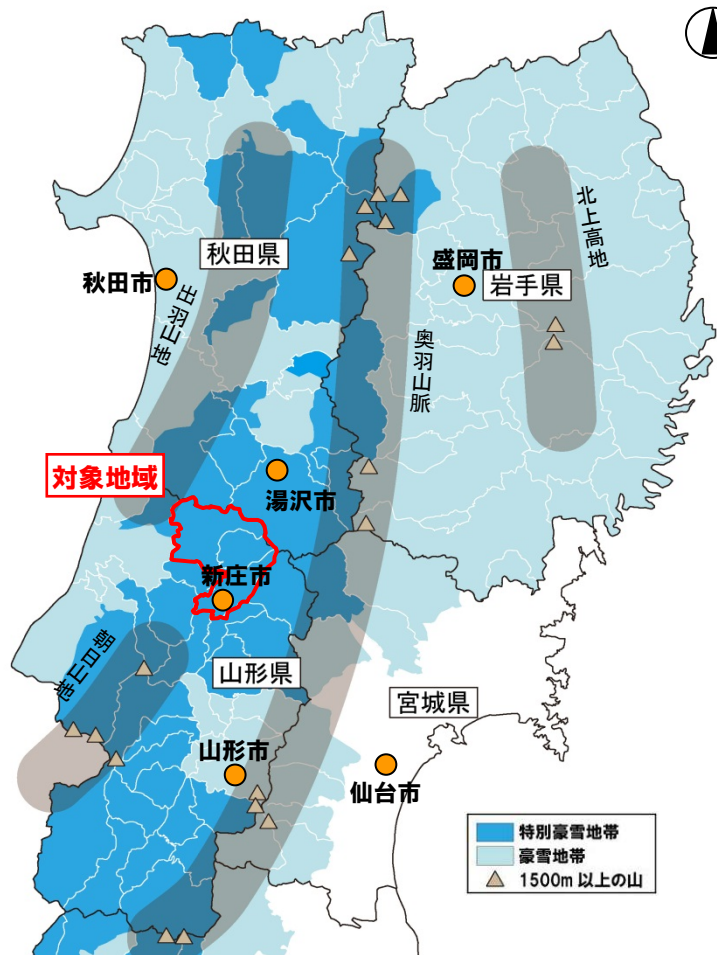 秋田県
秋田市
盛岡市
岩手県
北上高地
出羽山地
奥羽山脈
対象地域
湯沢市
新庄市
朝日山地
山形県
宮城県
山形市
仙台市
特別豪雪地帯
豪雪地帯
1500m 以上の山